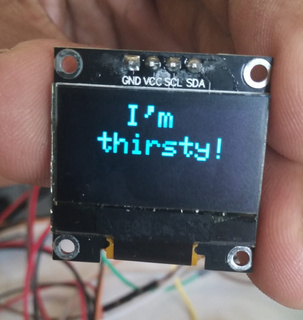 GND VCC SCL SDA
I'm
thirsty!